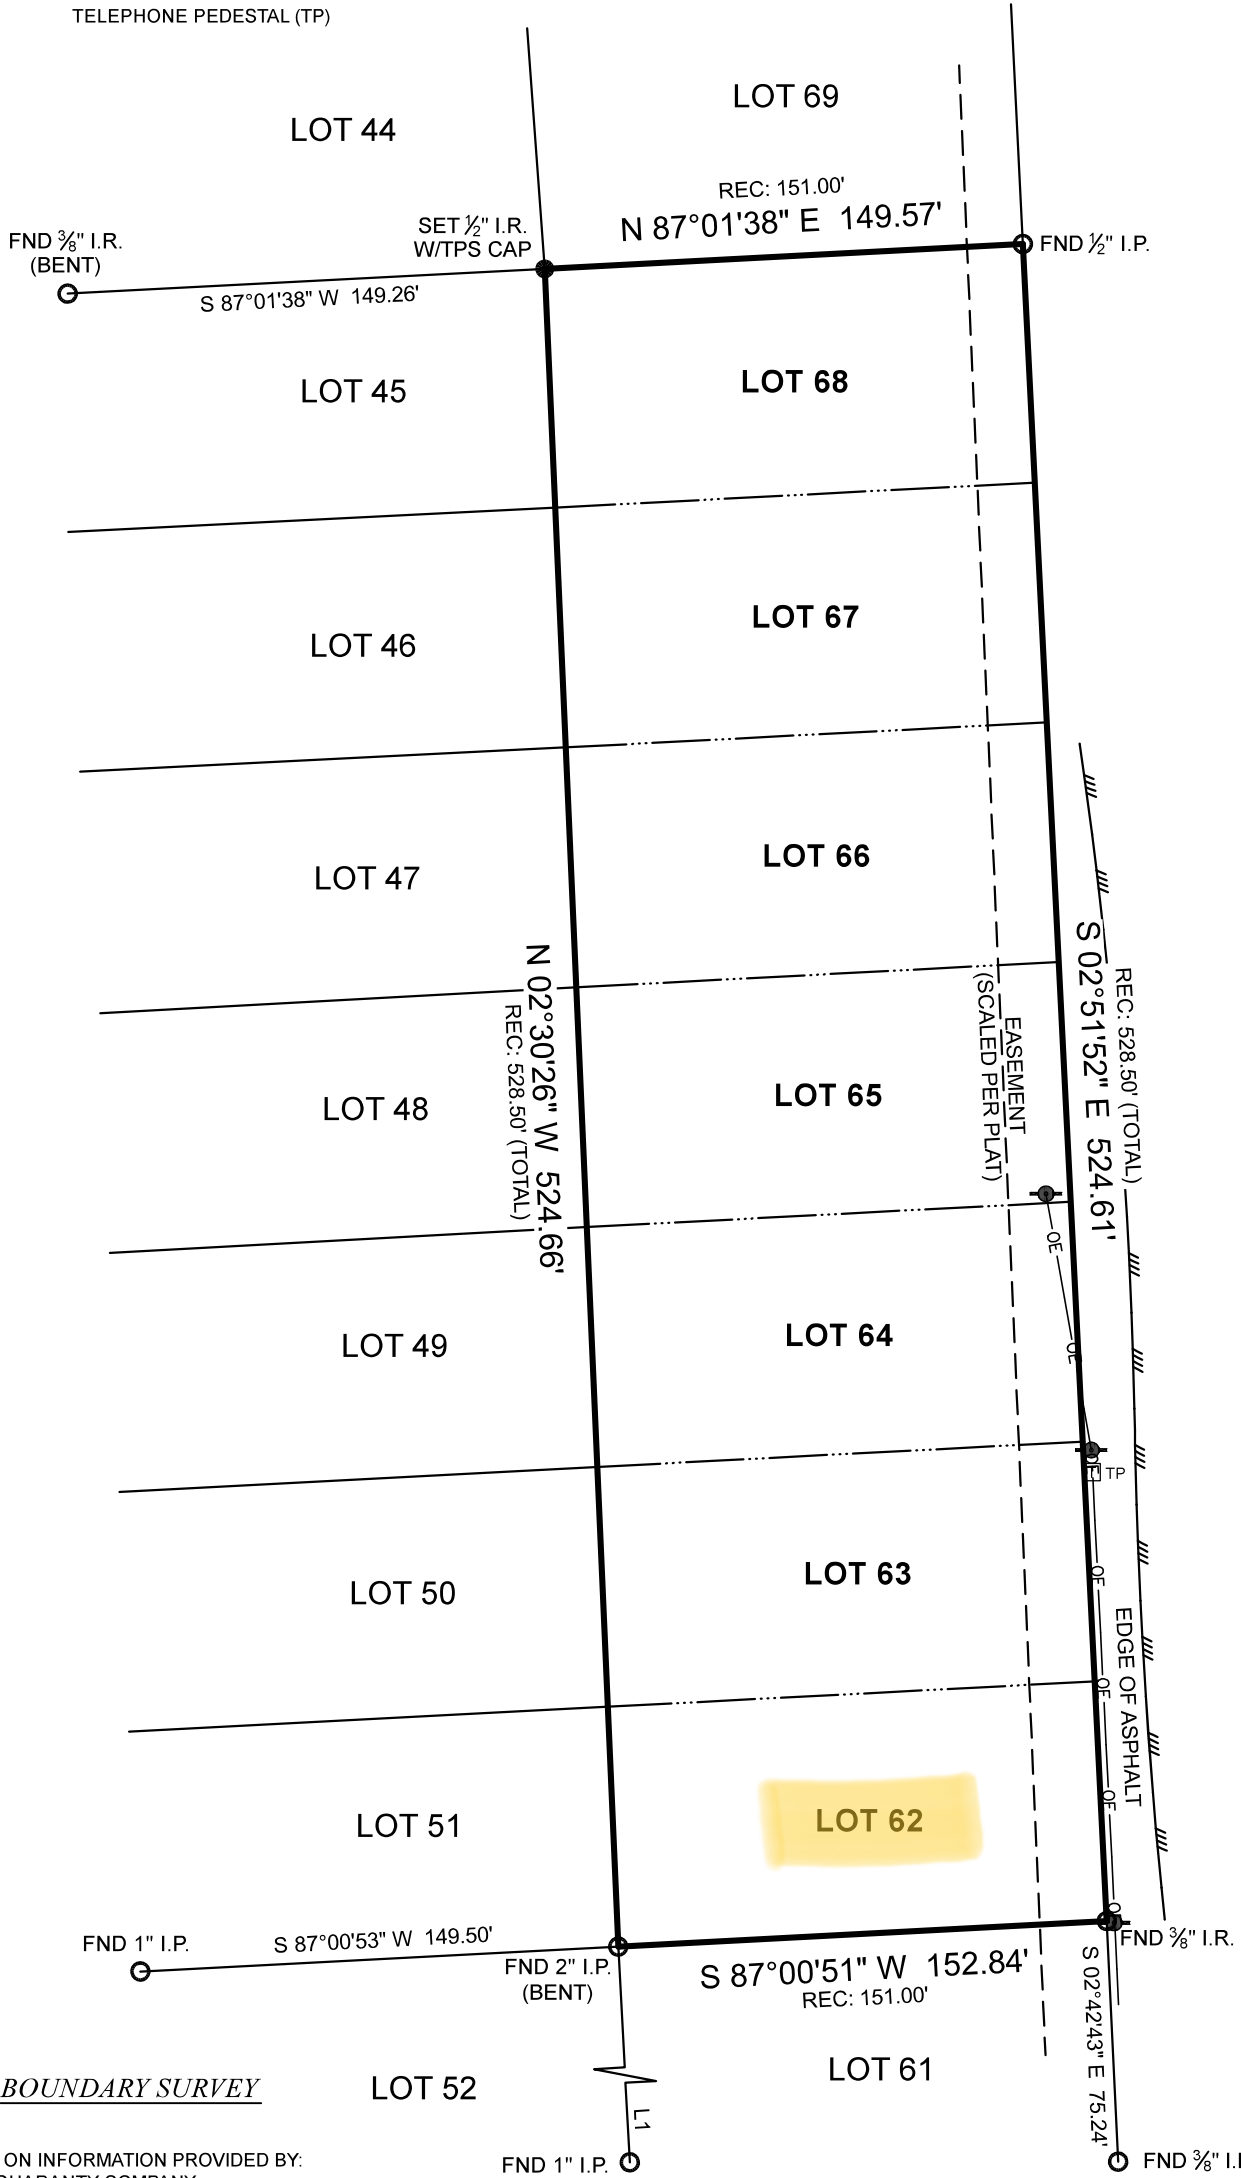 TELEPHONE PEDESTAL (TP)
LOT 44
LOT 69
REC: 151.00'
N 87°01'38" E 149.57'
SET ½" I.R.
W/TPS CAP
FND ⅜" I.R.
(BENT)
FND ½" I.P.
S 87°01'38" W 149.26'
LOT 45
LOT 68
LOT 46
LOT 67
LOT 47
LOT 66
N 02°30'26" W 524.66'
REC: 528.50' (TOTAL)
S 02°51'52" E 524.61'
REC: 528.50' (TOTAL)
EASEMENT
(SCALED PER PLAT)
LOT 48
LOT 65
OE
OE
LOT 49
LOT 64
OE
TP
LOT 50
LOT 63
OE
EDGE OF ASPHALT
OE
OE
LOT 51
LOT 62
OE
FND 1" I.P.
S 87°00'53" W 149.50'
FND 2" I.P.
(BENT)
S 87°00'51" W 152.84'
REC: 151.00'
FND ⅜" I.R.
S 02°42'43" E 75.24'
LOT 52
LOT 61
BOUNDARY SURVEY
L1
ON INFORMATION PROVIDED BY:
FND 1" I.P.
FND ⅜"
COMPANY